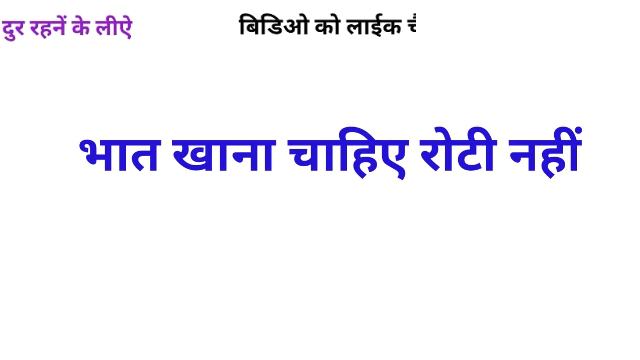 दुर रहनें के लीऐ
बिडिओ को लाईक
भात खाना चाहिए रोटी नहीं